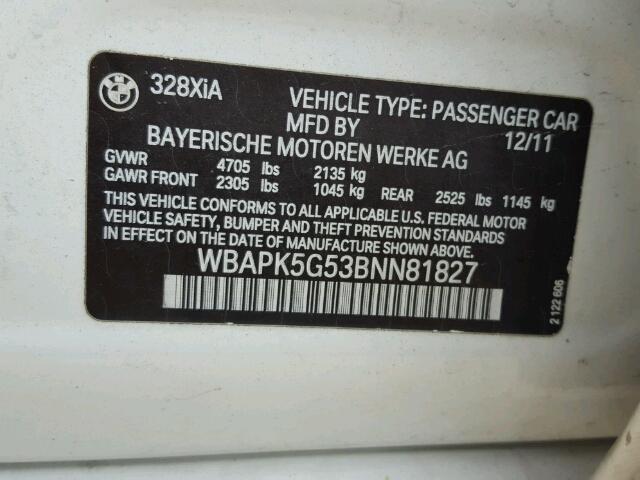 BMW
328XiA VEHICLE TYPE: PASSENGER CAR
MFD BY 12/11
BAYERISCHE MOTOREN WERKE AG
GVWR 4705 lbs 2135 kg
GAWR FRONT 2305 lbs 1045 kg REAR 2525 lbs 1145 kg
THIS VEHICLE CONFORMS TO ALL APPLICABLE U.S. FEDERAL MOTOR
VEHICLE SAFETY, BUMPER AND THEFT PREVENTION STANDARDS
IN EFFECT ON THE DATE OF MANUFACTURE SHOWN ABOVE.
WBAPK5G53BNN81827
2 122 606